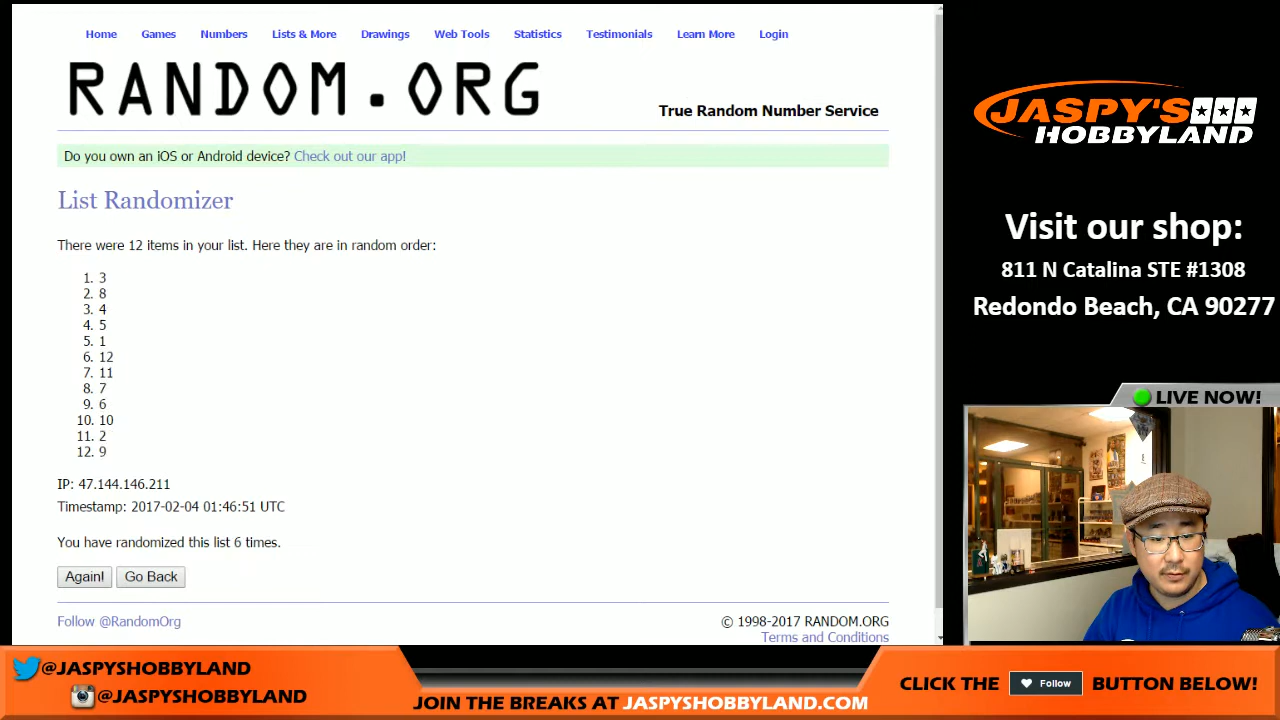 Home Games Numbers Lists & More Drawings Web Tools Statistics Testimonials Learn More Login
RANDOM.ORG
True Random Number Service
Do you own an iOS or Android device? Check out our app!
List Randomizer
There were 12 items in your list. Here they are in random order:
1. 3
2. 8
3. 4
4. 5
5. 1
6. 12
7. 11
8. 7
9. 6
10. 10
11. 2
12. 9
IP: 47.144.146.211
Timestamp: 2017-02-04 01:46:51 UTC
You have randomized this list 6 times.
Again! Go Back
Follow @RandomOrg
© 1998-2017 RANDOM.ORG
Terms and Conditions
JASPY'S
HOBBYLAND
Visit our shop:
811 N Catalina STE #1308
Redondo Beach, CA 90277
LIVE NOW!
@JASPYSHOBBYLAND
@JASPYSHOBBYLAND
JOIN THE BREAKS AT JASPYSHOBBYLAND.COM
CLICK THE Follow BUTTON BELOW!